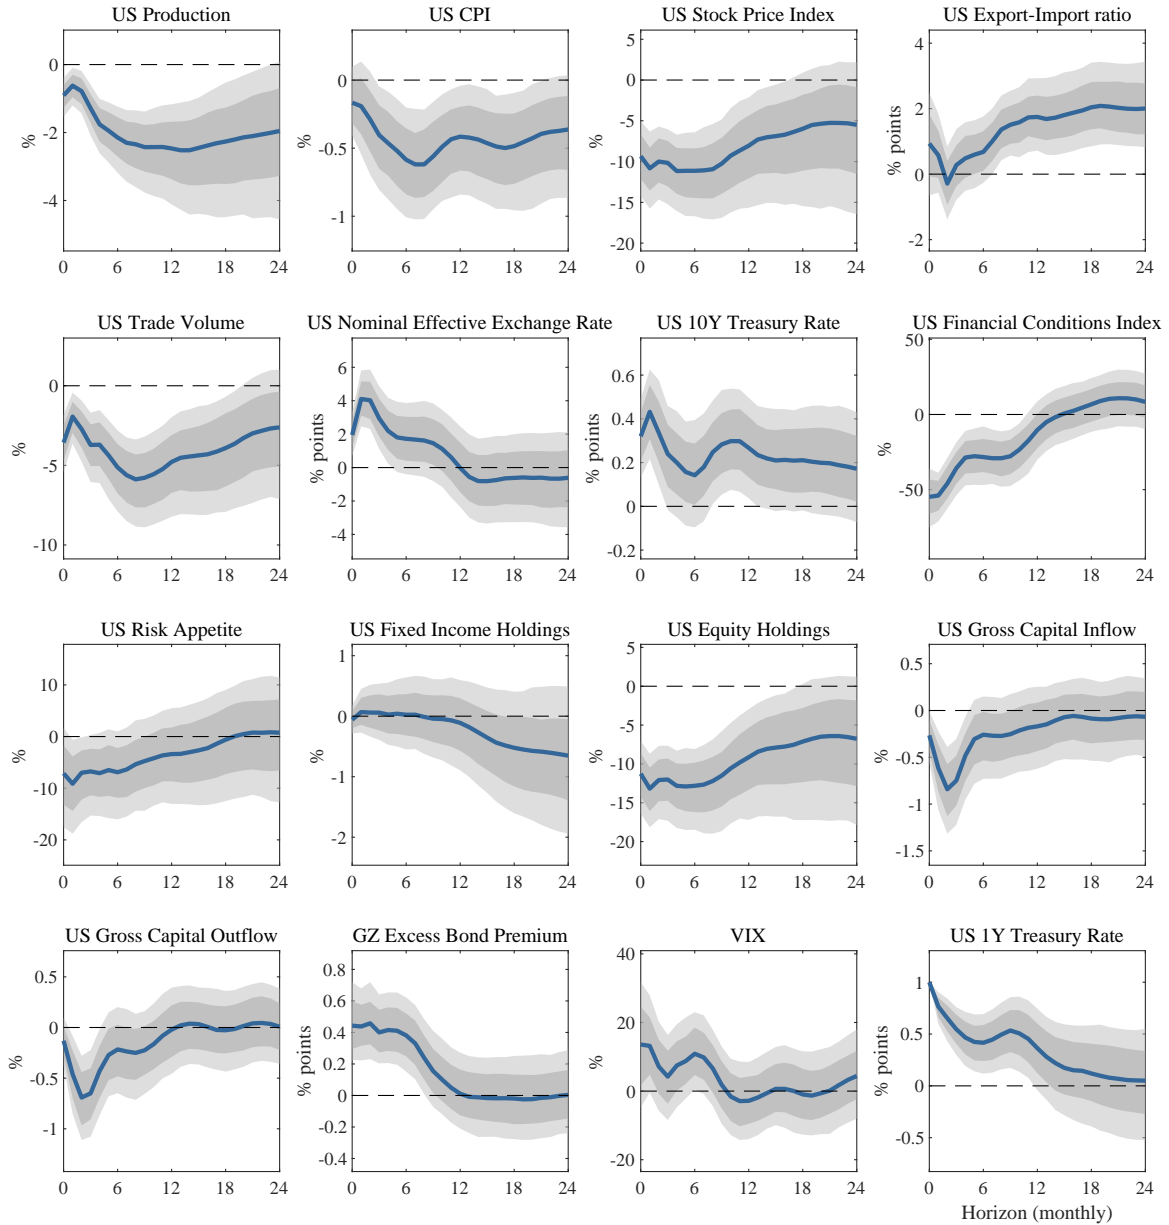 US Production
US CPI
US Stock Price Index
US Export-Import ratio
0
-2
-4
%
0 6 12 18 24
0
-0.5
-1
%
0 6 12 18 24
5
0
-5
-10
-15
-20
%
0 6 12 18 24
4
2
0
-2
% points
0 6 12 18 24
US Trade Volume
US Nominal Effective Exchange Rate
US 10Y Treasury Rate
US Financial Conditions Index
0
-5
-10
%
0 6 12 18 24
6
4
2
0
-2
-4
% points
0 6 12 18 24
0.6
0.4
0.2
0
-0.2
% points
0 6 12 18 24
50
0
-50
%
0 6 12 18 24
US Risk Appetite
US Fixed Income Holdings
US Equity Holdings
US Gross Capital Inflow
10
0
-10
-20
%
0 6 12 18 24
1
0
-1
-2
%
0 6 12 18 24
5
0
-5
-10
-15
-20
%
0 6 12 18 24
0.5
0
-0.5
-1
-1.5
%
0 6 12 18 24
US Gross Capital Outflow
GZ Excess Bond Premium
VIX
US 1Y Treasury Rate
0.5
0
-0.5
-1
%
0 6 12 18 24
0.8
0.6
0.4
0.2
0
-0.2
-0.4
% points
0 6 12 18 24
40
20
0
-20
%
0 6 12 18 24
1
0.5
0
-0.5
% points
0 6 12 18 24
Horizon (monthly)